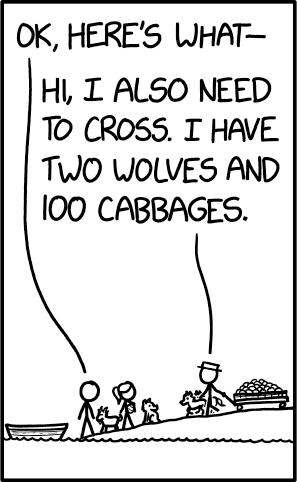 OK, HERE'S WHAT—
HI, I ALSO NEED
TO CROSS. I HAVE
TWO WOLVES AND
100 CABBAGES.